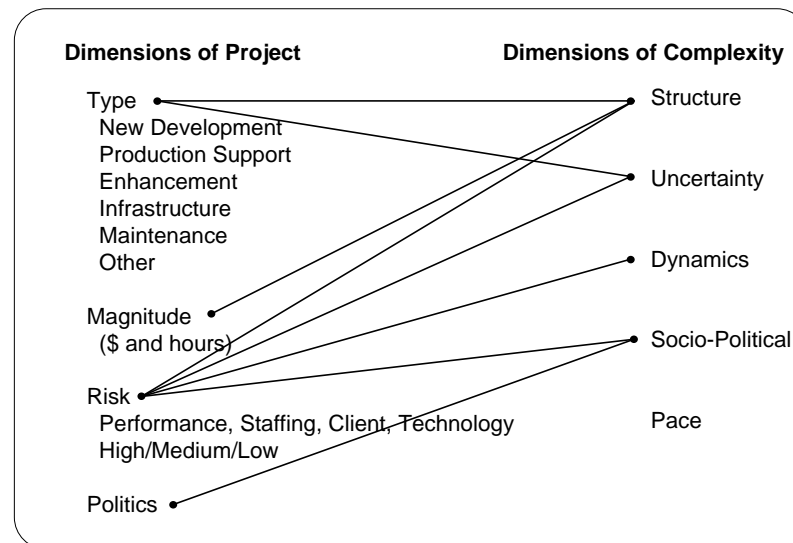 Dimensions of Project
Type
New Development
Production Support
Enhancement
Infrastructure
Maintenance
Other
Magnitude
($ and hours)
Risk
Performance, Staffing, Client, Technology
High/Medium/Low
Politics
Dimensions of Complexity
Structure
Uncertainty
Dynamics
Socio-Political
Pace